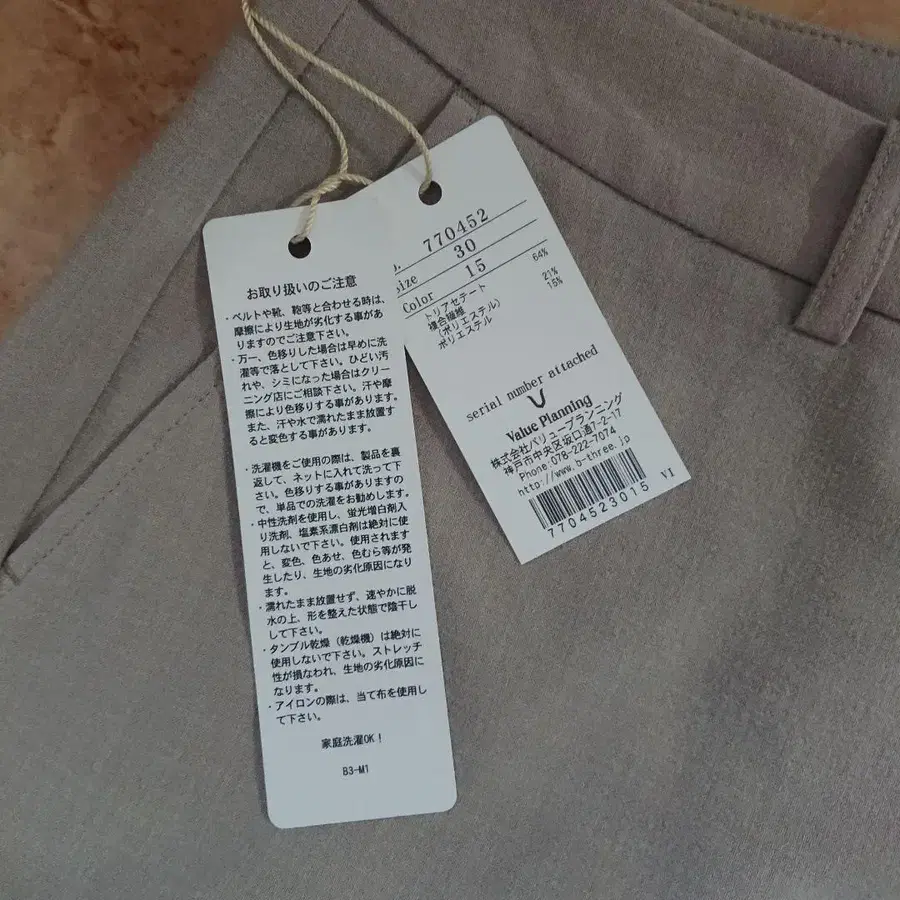 お取り扱いのご注意
・ベルトや靴、鞄等と合わせる時は、
摩擦により生地が劣化する事があ
りますのでご注意下さい。
・万一、色移りした場合は早めに洗
濯等で落として下さい。ひどい汚
れや、シミになった場合はクリー
ニング店にご相談下さい。汗や摩
擦により色移りする事があります。
また、汗や水で濡れたまま放置す
ると変色する事があります。
・洗濯機をご使用の際は、製品を裏
返して、ネットに入れて洗って下
さい。色移りする事がありますの
で、単品での洗濯をお勧めします。
・中性洗剤を使用し、蛍光増白剤入
り洗剤、塩素系漂白剤は絶対に使
用しないで下さい。使用されます
と、変色、色あせ、色むら等が発
生したり、生地の劣化原因になり
ます。
・濡れたまま放置せず、速やかに脱
水の上、形を整えた状態で陰干し
して下さい。
・タンブル乾燥（乾燥機）は絶対に
使用しないで下さい。ストレッチ
性が損なわれ、生地の劣化原因に
なります。
・アイロンの際は、当て布を使用し
て下さい。
家庭洗濯OK！
B3-M1
770452
size 30
Color 15
トリアセテート 64%
複合繊維
(ポリエステル) 21%
ポリエステル 15%
serial number attached
Value Planning
株式会社バリュープランニング
神戸市中央区坂口通7-2-17
Phone:078-222-7074
http://www.b-three.jp
7704523015 V1